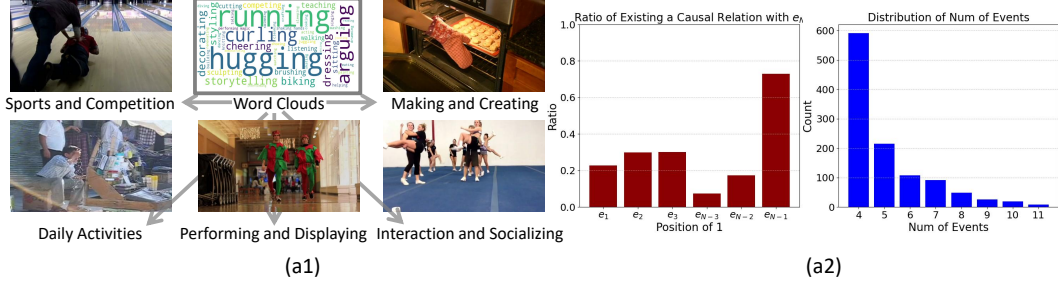 cutting competing teaching
running
decorating
styling
curling
cheering listening
walking
hugging
dressing
sitting
arguing
sculpting brushing
storytelling biking
Sports and Competition
Word Clouds
Making and Creating
Daily Activities
Performing and Displaying
Interaction and Socializing
(a1)
Ratio of Existing a Causal Relation with e
1.0
0.8
0.6
0.4
0.2
0.0
Ratio
e1 e2 e3 eN−3 eN−2 eN−1
Position of 1
Distribution of Num of Events
600
500
400
300
200
100
0
Count
4 5 6 7 8 9 10 11
Num of Events
(a2)